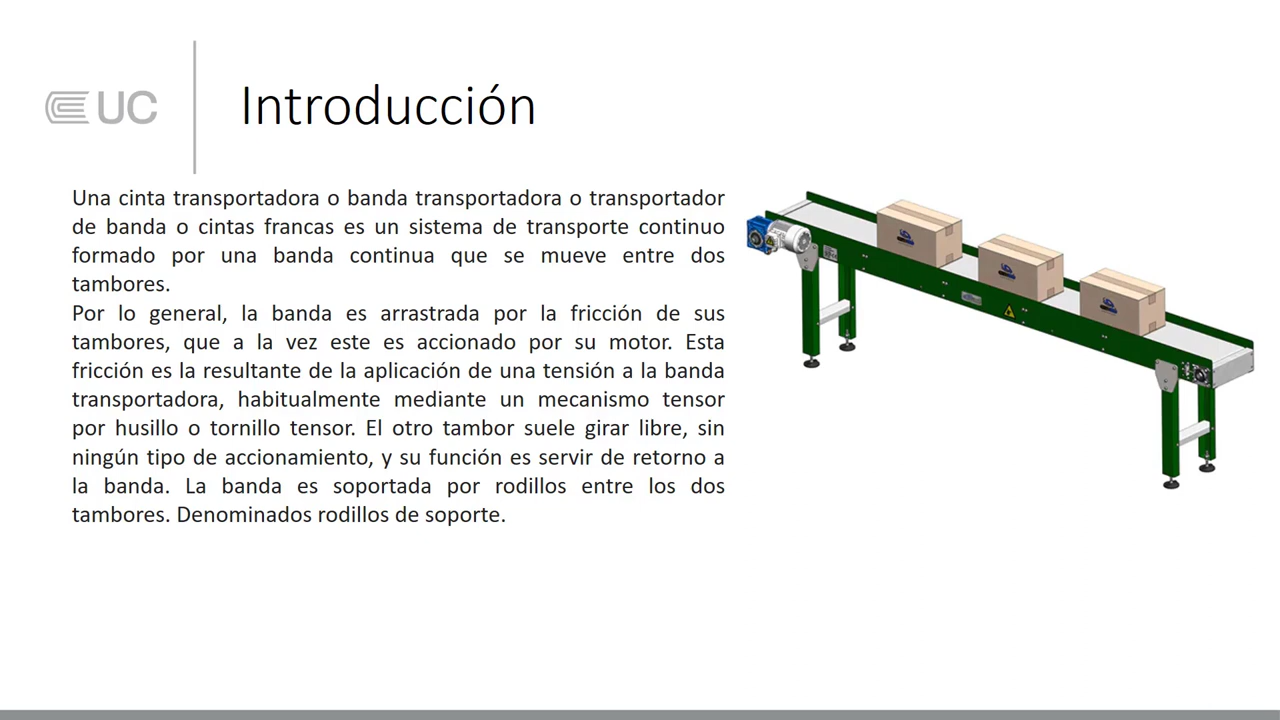 UC
Introducción
Una cinta transportadora o banda transportadora o transportador
de banda o cintas francas es un sistema de transporte continuo
formado por una banda continua que se mueve entre dos
tambores.
Por lo general, la banda es arrastrada por la fricción de sus
tambores, que a la vez este es accionado por su motor. Esta
fricción es la resultante de la aplicación de una tensión a la banda
transportadora, habitualmente mediante un mecanismo tensor
por husillo o tornillo tensor. El otro tambor suele girar libre, sin
ningún tipo de accionamiento, y su función es servir de retorno a
la banda. La banda es soportada por rodillos entre los dos
tambores. Denominados rodillos de soporte.